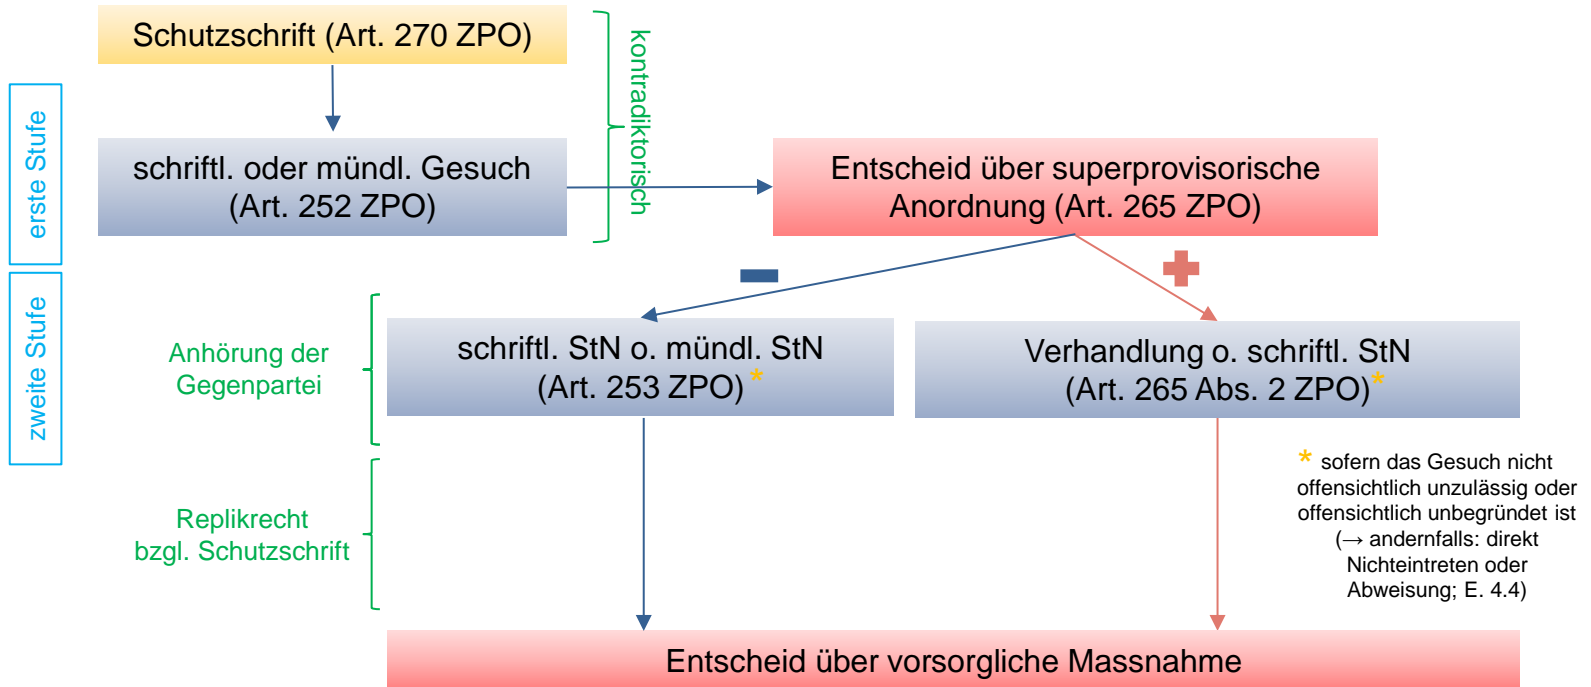 Schutzschrift (Art. 270 ZPO)
kontradiktorisch
erste Stufe
schriftl. oder mündl. Gesuch
(Art. 252 ZPO)
Entscheid über superprovisorische
Anordnung (Art. 265 ZPO)
zweite Stufe
Anhörung der
Gegenpartei
schriftl. StN o. mündl. StN
(Art. 253 ZPO) *
Verhandlung o. schriftl. StN
(Art. 265 Abs. 2 ZPO) *
Replikrecht
bzgl. Schutzschrift
* sofern das Gesuch nicht
offensichtlich unzulässig oder
offensichtlich unbegründet ist
(→ andernfalls: direkt
Nichteintreten oder
Abweisung; E. 4.4)
Entscheid über vorsorgliche Massnahme